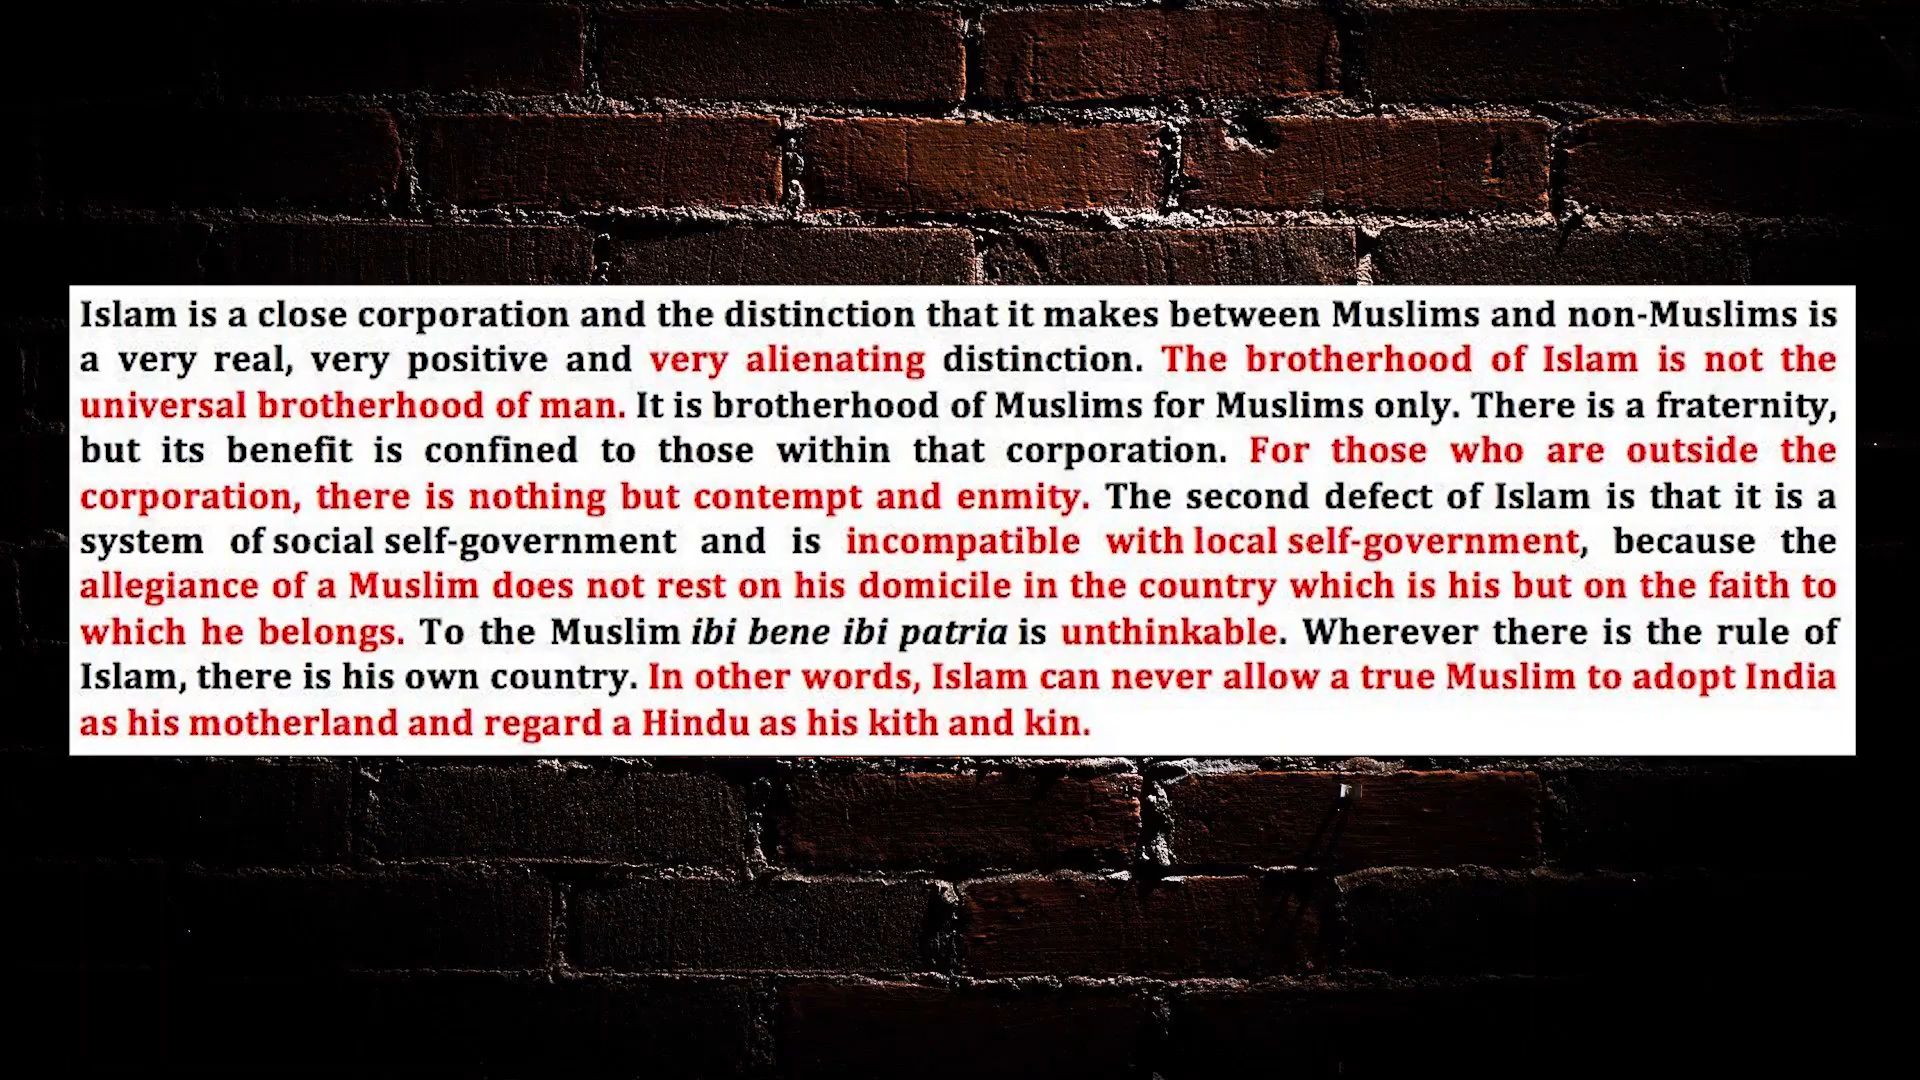 Islam is a close corporation and the distinction that it makes between Muslims and non-Muslims is
a very real, very positive and very alienating distinction. The brotherhood of Islam is not the
universal brotherhood of man. It is brotherhood of Muslims for Muslims only. There is a fraternity,
but its benefit is confined to those within that corporation. For those who are outside the
corporation, there is nothing but contempt and enmity. The second defect of Islam is that it is a
system of social self-government and is incompatible with local self-government, because the
allegiance of a Muslim does not rest on his domicile in the country which is his but on the faith to
which he belongs. To the Muslim ibi bene ibi patria is unthinkable. Wherever there is the rule of
Islam, there is his own country. In other words, Islam can never allow a true Muslim to adopt India
as his motherland and regard a Hindu as his kith and kin.